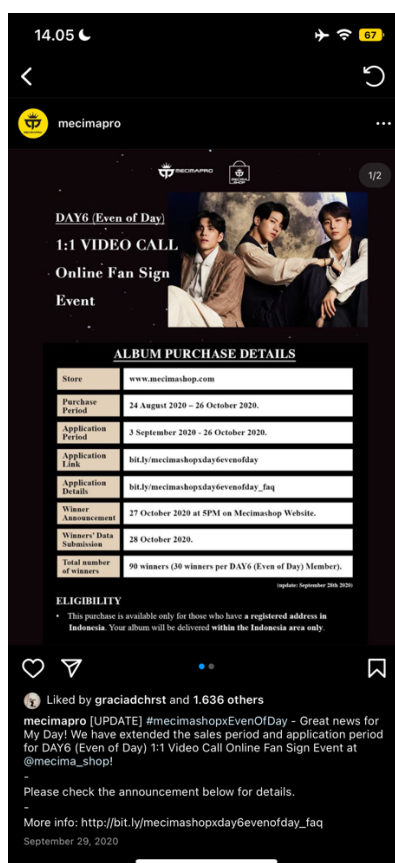 14.05
67
mecimapro
MECIMAPRO
MECIMA
SHOP
1/2
DAY6 (Even of Day)
1:1 VIDEO CALL
Online Fan Sign
Event
ALBUM PURCHASE DETAILS
Store www.mecimashop.com
Purchase Period 24 August 2020 – 26 October 2020.
Application Period 3 September 2020 - 26 October 2020.
Application Link bit.ly/mecimashopxday6evenofday
Application Details bit.ly/mecimashopxday6evenofday_faq
Winner Announcement 27 October 2020 at 5PM on Mecimashop Website.
Winners' Data Submission 28 October 2020.
Total number of winners 90 winners (30 winners per DAY6 (Even of Day) Member).
(update: September 28th 2020)
ELIGIBILITY
• This purchase is available only for those who have a registered address in
Indonesia. Your album will be delivered within the Indonesia area only.
Liked by graciadchrst and 1.636 others
mecimapro [UPDATE] #mecimashopxEvenOfDay - Great news for
My Day! We have extended the sales period and application period
for DAY6 (Even of Day) 1:1 Video Call Online Fan Sign Event at
@mecima_shop!
-
Please check the announcement below for details.
-
More info: http://bit.ly/mecimashopxday6evenofday_faq
September 29, 2020